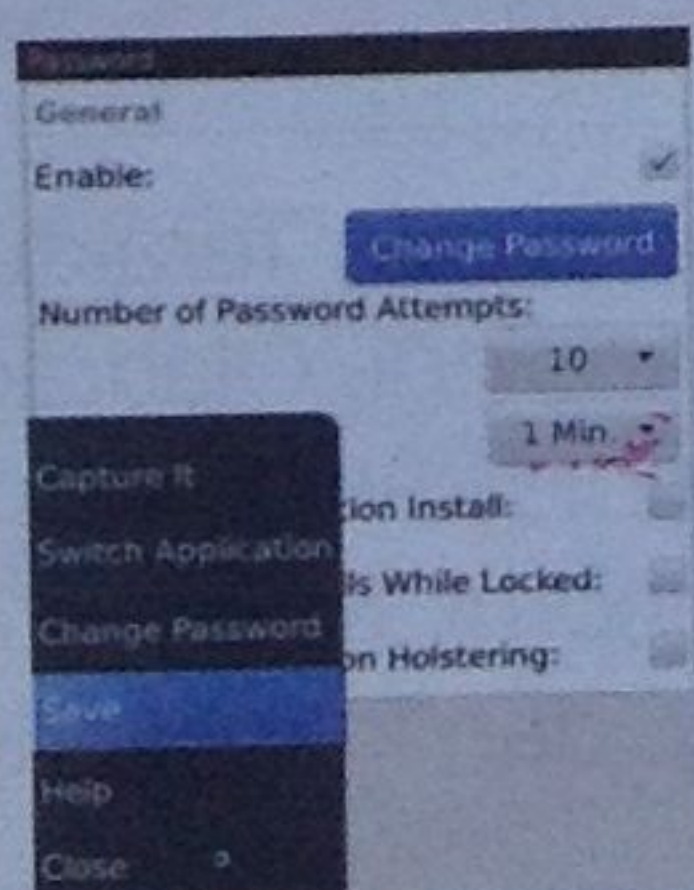 Password
General
Enable:
Change Password
Number of Password Attempts:
10
1 Min.
Capture It
tion Install:
Switch Application
ls While Locked:
Change Password
on Holstering:
Save
Help
Close